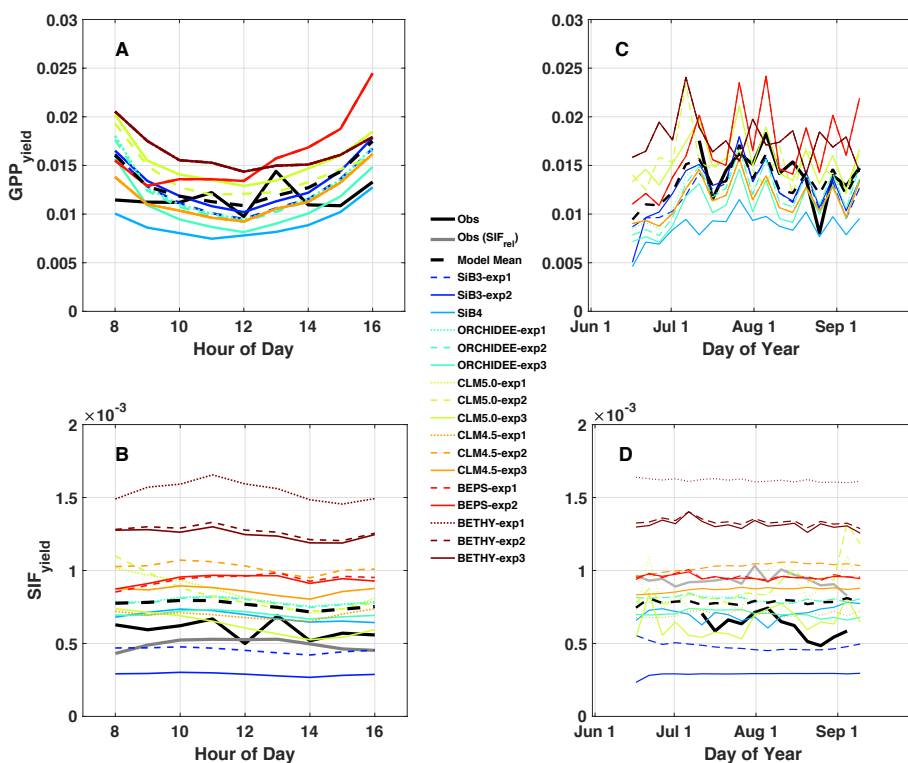 A
GPPyield
0.03
0.025
0.02
0.015
0.01
0.005
0
8 10 12 14 16
Hour of Day
C
0.03
0.025
0.02
0.015
0.01
0.005
0
Jun 1 Jul 1 Aug 1 Sep 1
Day of Year
Obs
Obs (SIFrel)
Model Mean
SiB3-exp1
SiB3-exp2
SiB4
ORCHIDEE-exp1
ORCHIDEE-exp2
ORCHIDEE-exp3
CLM5.0-exp1
CLM5.0-exp2
CLM5.0-exp3
CLM4.5-exp1
CLM4.5-exp2
CLM4.5-exp3
BEPS-exp1
BEPS-exp2
BETHY-exp1
BETHY-exp2
BETHY-exp3
×10-3
B
SIFyield
2
1.5
1
0.5
0
8 10 12 14 16
Hour of Day
×10-3
D
2
1.5
1
0.5
0
Jun 1 Jul 1 Aug 1 Sep 1
Day of Year